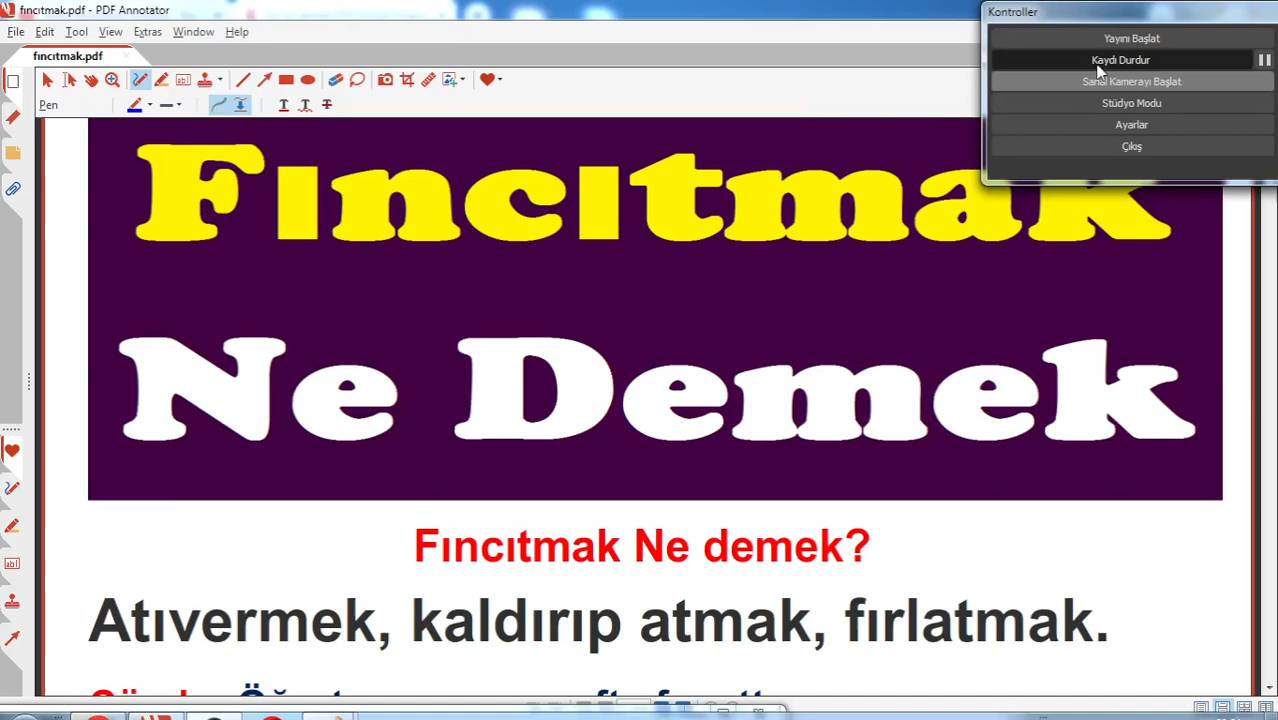 fıncıtmak.pdf - PDF Annotator
Kontroller
File Edit Tool View Extras Window Help
Yayını Başlat
fıncıtmak.pdf
Kaydı Durdur
Sanal Kamerayı Başlat
Pen
Stüdyo Modu
Ayarlar
Çıkış
Fıncıtmak
Ne Demek
Fıncıtmak Ne demek?
Atıvermek, kaldırıp atmak, fırlatmak.